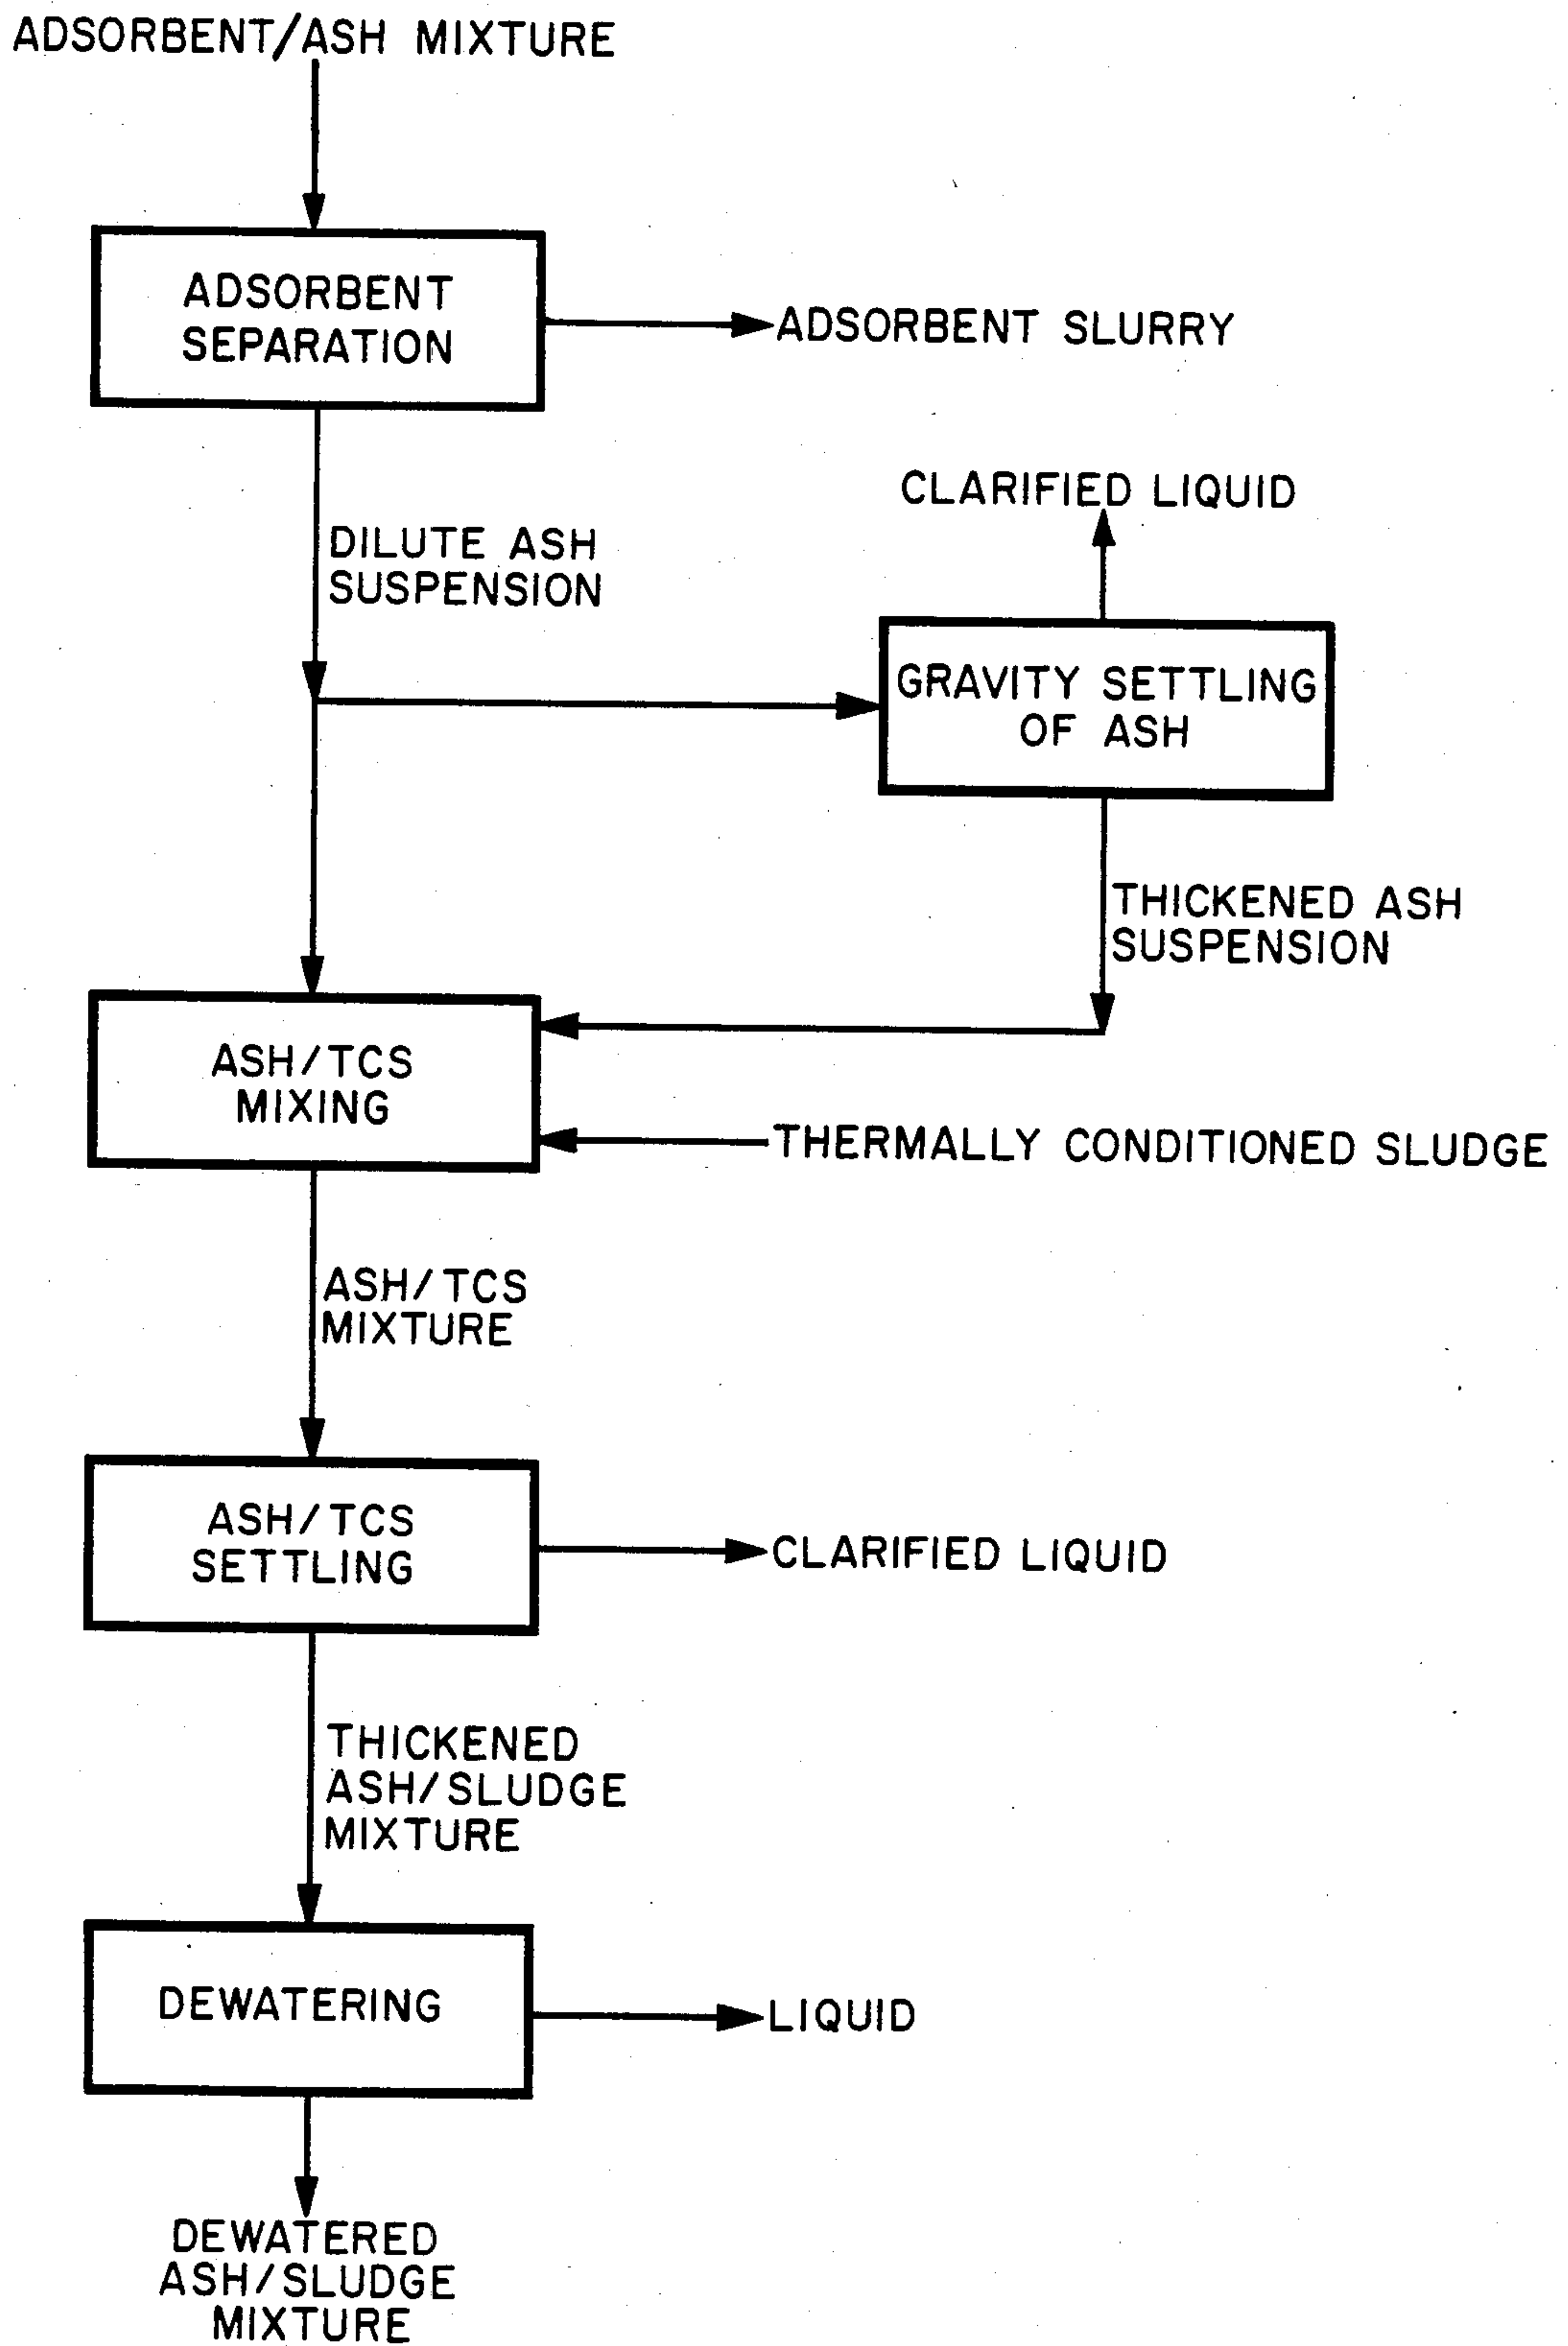 ADSORBENT/ASH MIXTURE
ADSORBENT
SEPARATION
ADSORBENT SLURRY
CLARIFIED LIQUID
DILUTE ASH
SUSPENSION
GRAVITY SETTLING
OF ASH
THICKENED ASH
SUSPENSION
ASH/TCS
MIXING
THERMALLY CONDITIONED SLUDGE
ASH/TCS
MIXTURE
ASH/TCS
SETTLING
CLARIFIED LIQUID
THICKENED
ASH/SLUDGE
MIXTURE
DEWATERING
LIQUID
DEWATERED
ASH/SLUDGE
MIXTURE